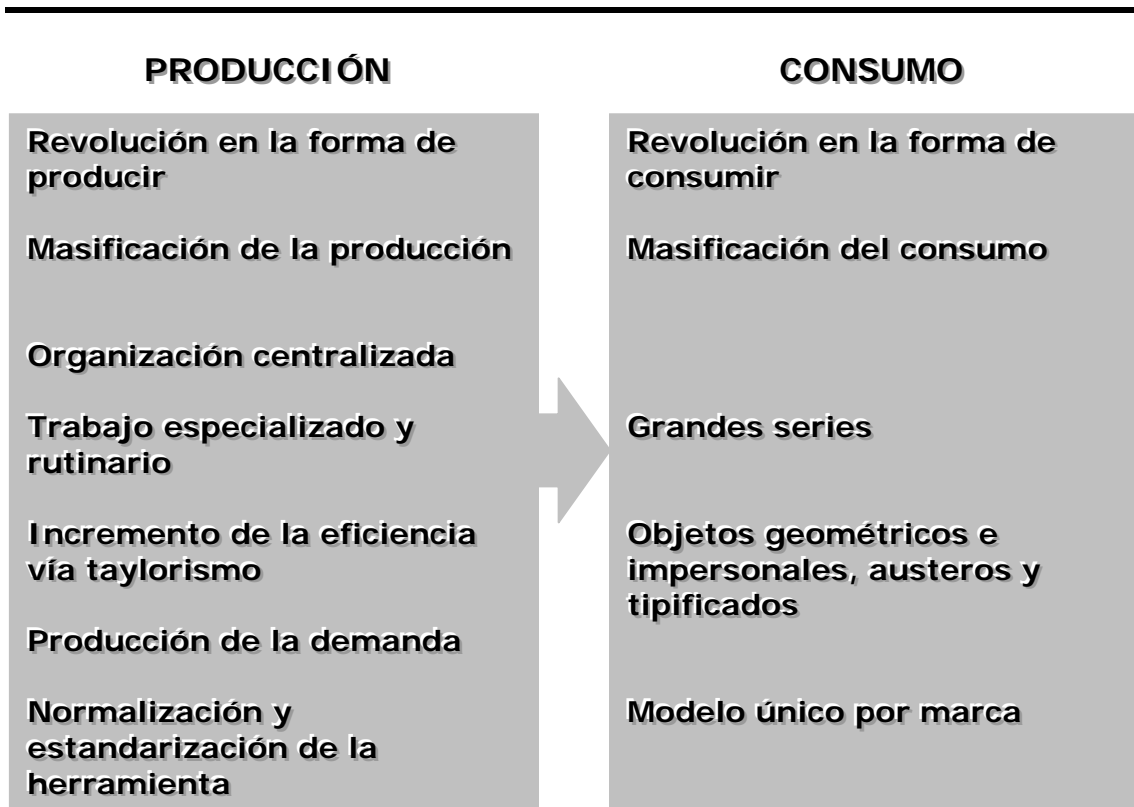 PRODUCCIÓN
Revolución en la forma de
producir
Masificación de la producción
Organización centralizada
Trabajo especializado y
rutinario
Incremento de la eficiencia
vía taylorismo
Producción de la demanda
Normalización y
estandarización de la
herramienta
CONSUMO
Revolución en la forma de
consumir
Masificación del consumo
Grandes series
Objetos geométricos e
impersonales, austeros y
tipificados
Modelo único por marca